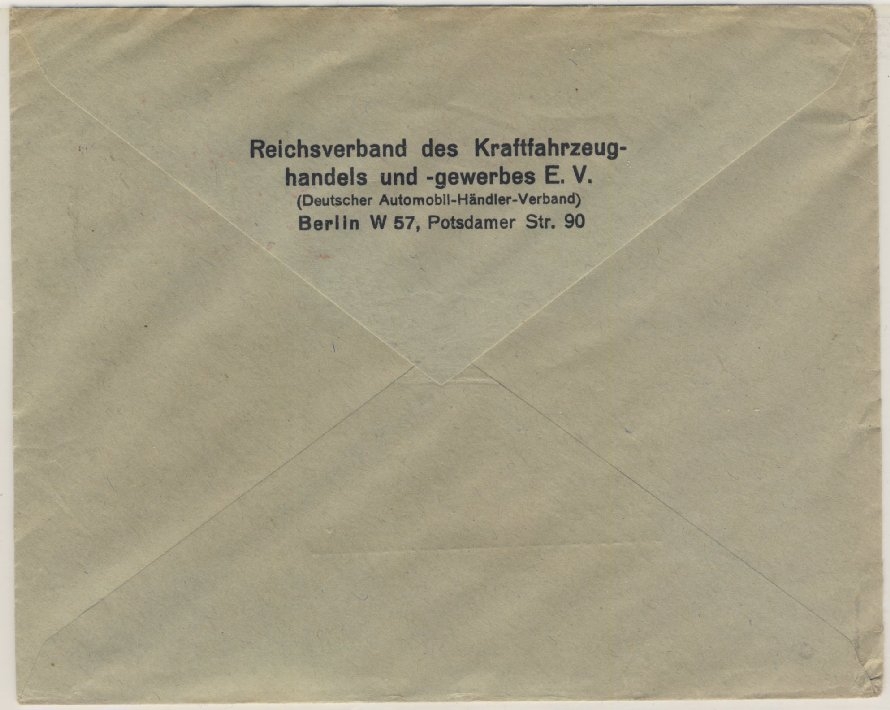 Reichsverband des Kraftfahrzeug-
handels und -gewerbes E. V.
(Deutscher Automobil-Händler-Verband)
Berlin W 57, Potsdamer Str. 90